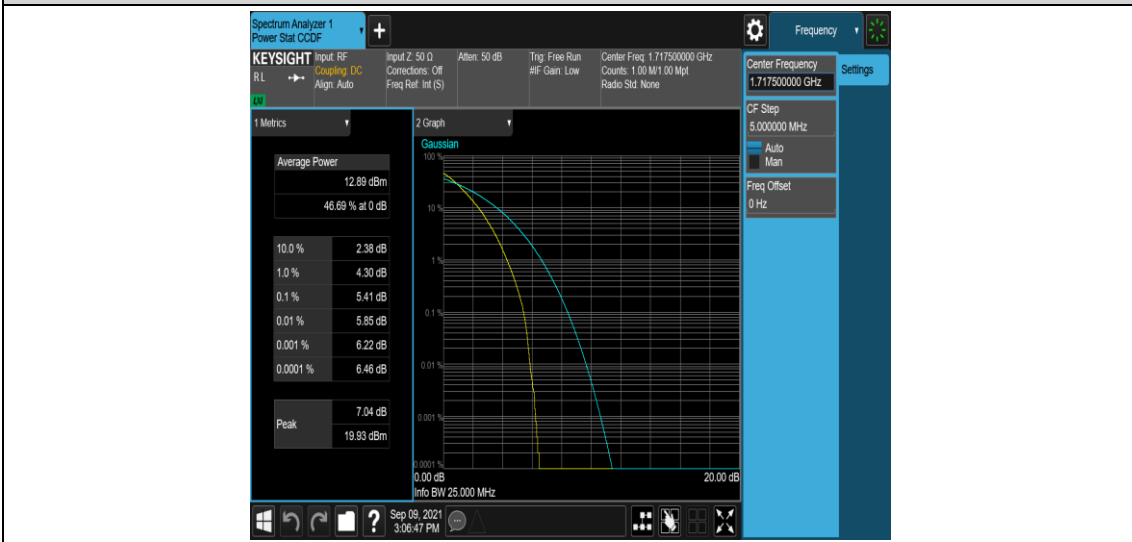 Spectrum Analyzer 1
Power Stat CCDF
+
Frequency
KEYSIGHT
RL
LXI
Input: RF
Coupling: DC
Align: Auto
Input Z: 50 Ω
Corrections: Off
Freq Ref: Int (S)
Atten: 50 dB
Trig: Free Run
#IF Gain: Low
Center Freq: 1.717500000 GHz
Counts: 1.00 M/1.00 Mpt
Radio Std: None
Center Frequency
1.717500000 GHz
Settings
CF Step
5.000000 MHz
Auto
Man
Freq Offset
0 Hz
1 Metrics
Average Power
12.89 dBm
46.69 % at 0 dB
10.0 % 2.38 dB
1.0 % 4.30 dB
0.1 % 5.41 dB
0.01 % 5.85 dB
0.001 % 6.22 dB
0.0001 % 6.46 dB
Peak
7.04 dB
19.93 dBm
2 Graph
Gaussian
100 %
10 %
1 %
0.1 %
0.01 %
0.001 %
0.0001 %
0.00 dB 20.00 dB
Info BW 25.000 MHz
?
Sep 09, 2021
3:06:47 PM